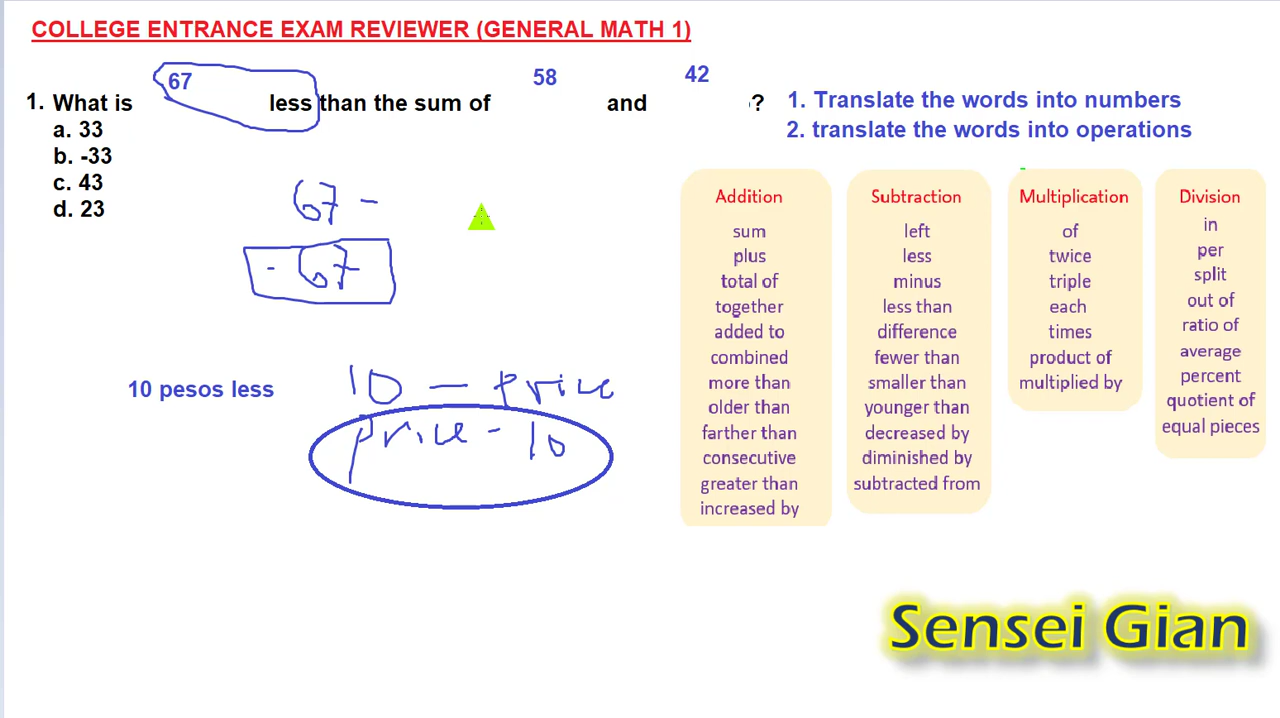 COLLEGE ENTRANCE EXAM REVIEWER (GENERAL MATH 1)
67 58 42
1. What is less than the sum of and ?
a. 33
b. -33
c. 43
d. 23
67 -
- 67
10 pesos less
10 - Price
Price - 10
1. Translate the words into numbers
2. translate the words into operations
Addition
sum
plus
total of
together
added to
combined
more than
older than
farther than
consecutive
greater than
increased by
Subtraction
left
less
minus
less than
difference
fewer than
smaller than
younger than
decreased by
diminished by
subtracted from
Multiplication
of
twice
triple
each
times
product of
multiplied by
Division
in
per
split
out of
ratio of
average
percent
quotient of
equal pieces
Sensei Gian